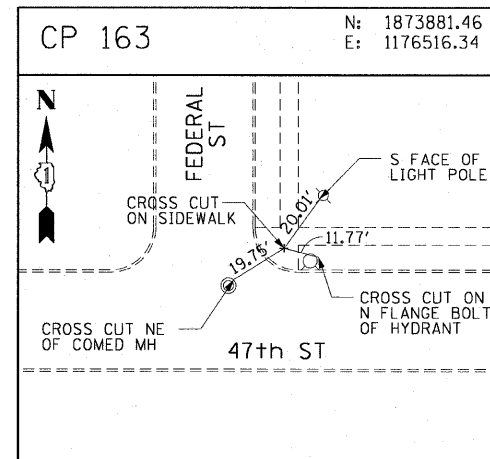 CP 163
N: 1873881.46
E: 1176516.34
N
1
FEDERAL
ST
S FACE OF
LIGHT POLE
CROSS CUT
ON SIDEWALK
20.01'
11.77'
19.75'
CROSS CUT ON
N FLANGE BOLT
OF HYDRANT
CROSS CUT NE
OF COMED MH
47th ST